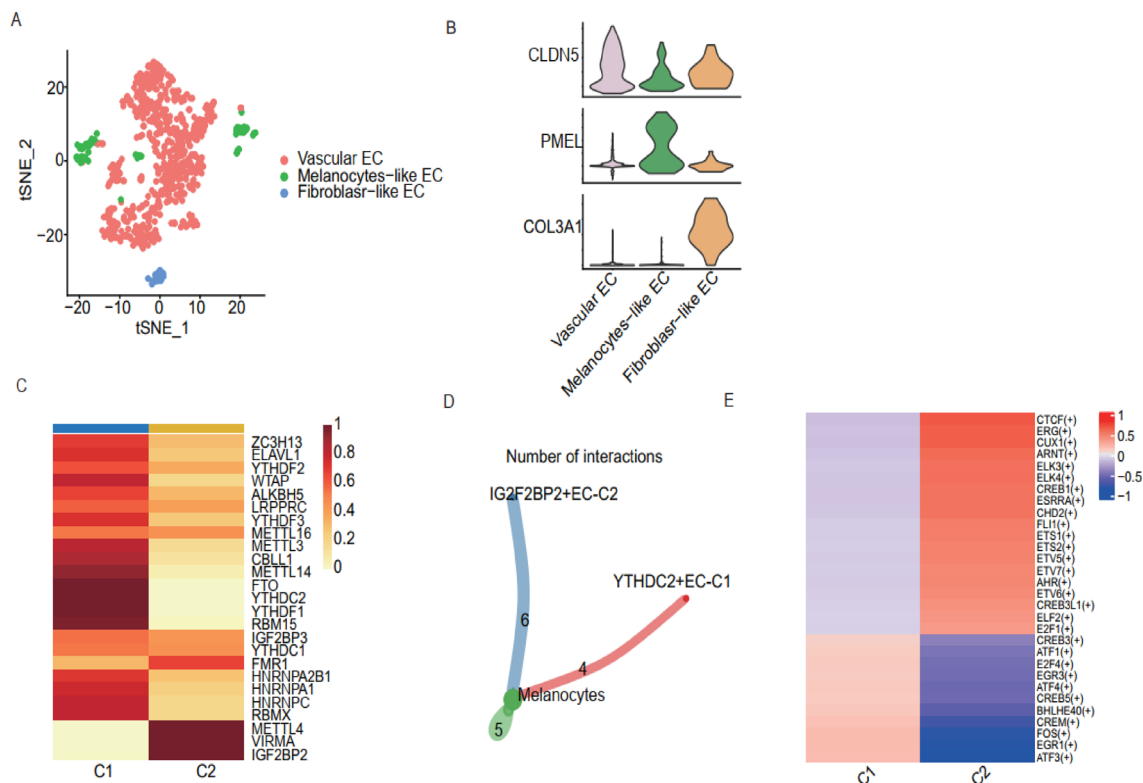 A
20
0
−20
tSNE_2
−20
−10
0
10
20
tSNE_1
Vascular EC
Melanocytes-like EC
Fibroblasr-like EC
B
CLDN5
PMEL
COL3A1
Vascular EC
Melanocytes-like EC
Fibroblasr-like EC
C
ZC3H13
ELAVL1
YTHDF2
WTAP
ALKBH5
LRPPRC
YTHDF3
METTL16
METTL3
CBLL1
METTL14
FTO
YTHDC2
YTHDF1
RBM15
IGF2BP3
YTHDC1
FMR1
HNRNPA2B1
HNRNPA1
HNRNPC
RBMX
METTL4
VIRMA
IGF2BP2
C1
C2
1
0.8
0.6
0.4
0.2
0
D
Number of interactions
IG2F2BP2+EC-C2
YTHDC2+EC-C1
6
4
Melanocytes
5
E
CTCF(+)
ERG(+)
CUX1(+)
ARNT(+)
ELK3(+)
ELK4(+)
CREB1(+)
ESRRA(+)
CHD2(+)
FLI1(+)
ETS1(+)
ETS2(+)
ETV5(+)
ETV7(+)
AHR(+)
ETV6(+)
CREB3L1(+)
ELF2(+)
E2F1(+)
CREB3(+)
ATF1(+)
E2F4(+)
EGR3(+)
ATF4(+)
CREB5(+)
BHLHE40(+)
CREM(+)
FOS(+)
EGR1(+)
ATF3(+)
C1
C2
1
0.5
0
−0.5
−1